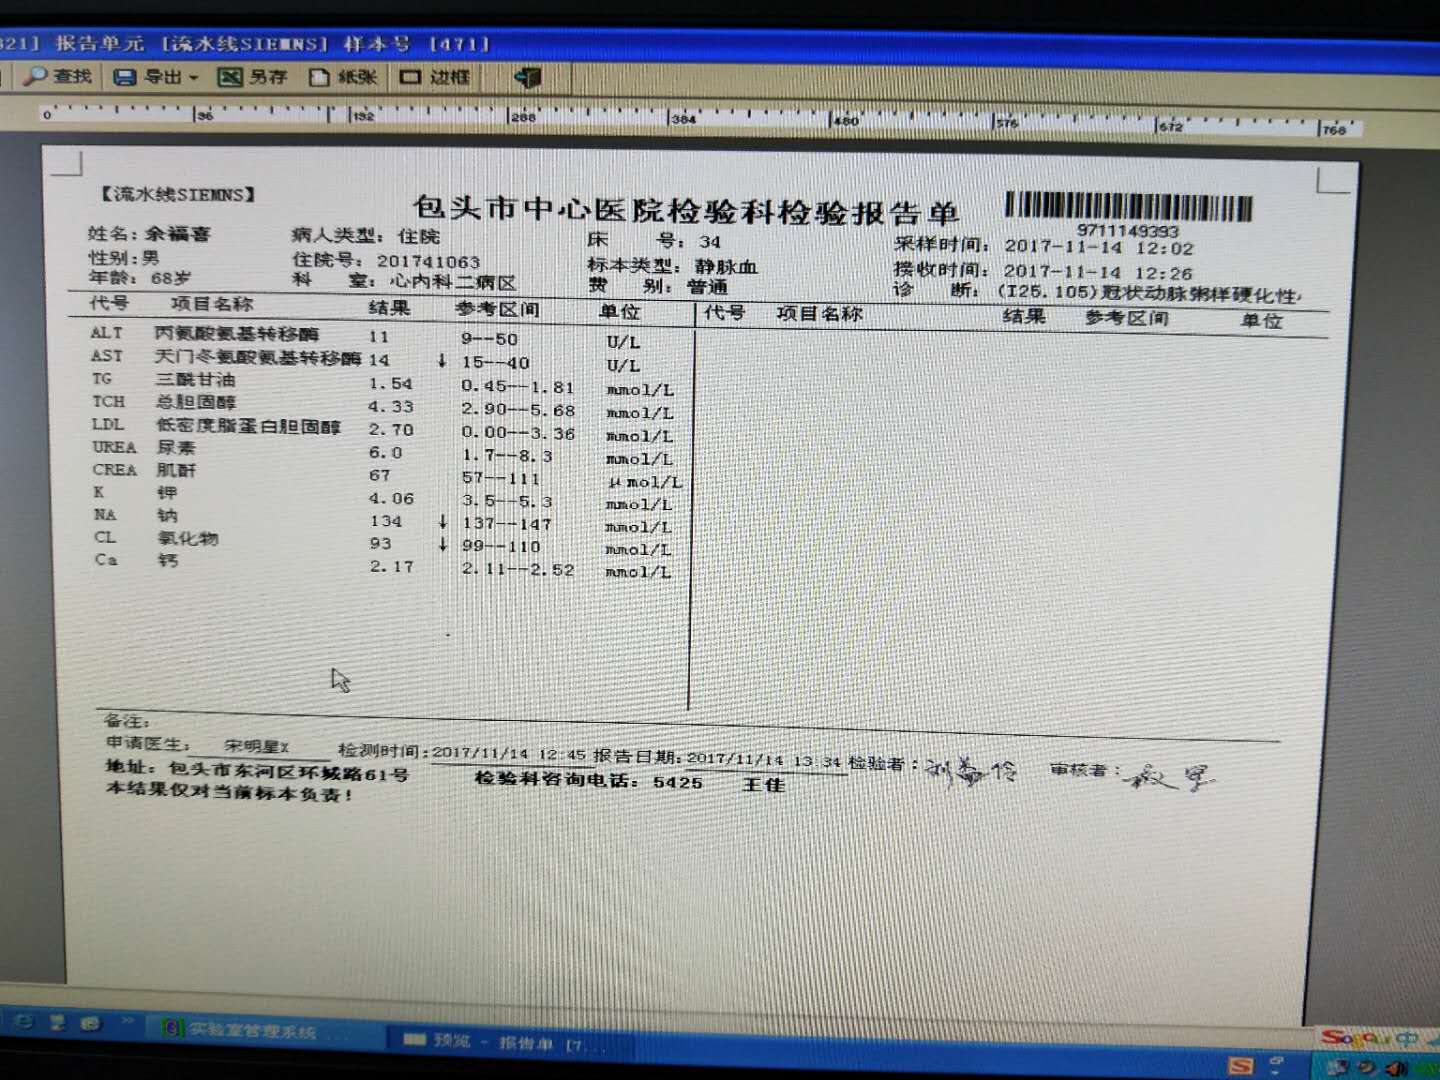 321] 报告单元 [流水线SIEMNS] 样本号 [471]
查找 导出 另存 纸张 边框
0 96 192 288 384 480 576 672 768
【流水线SIEMNS】
包头市中心医院检验科检验报告单
9711149393
姓名: 余福喜 病人类型: 住院 床 号: 34 采样时间: 2017-11-14 12:02
性别: 男 住院号: 201741063 标本类型: 静脉血 接收时间: 2017-11-14 12:26
年龄: 68岁 科 室: 心内科二病区 费 别: 普通 诊 断: (I25.105)冠状动脉粥样硬化性
代号 项目名称 结果 参考区间 单位 代号 项目名称 结果 参考区间 单位
ALT 丙氨酸氨基转移酶 11 9--50 U/L
AST 天门冬氨酸氨基转移酶 14 ↓ 15--40 U/L
TG 三酰甘油 1.54 0.45--1.81 mmol/L
TCH 总胆固醇 4.33 2.90--5.68 mmol/L
LDL 低密度脂蛋白胆固醇 2.70 0.00--3.36 mmol/L
UREA 尿素 6.0 1.7--8.3 mmol/L
CREA 肌酐 67 57--111 μmol/L
K 钾 4.06 3.5--5.3 mmol/L
NA 钠 134 ↓ 137--147 mmol/L
CL 氯化物 93 ↓ 99--110 mmol/L
Ca 钙 2.17 2.11--2.52 mmol/L
备注:
申请医生: 宋明星X 检测时间: 2017/11/14 12:45 报告日期: 2017/11/14 13:34 检验者: 审核者:
地址: 包头市东河区环城路61号 检验科咨询电话: 5425 王佳
本结果仅对当前标本负责!
实验室管理系统 ... 预览 - 报告单 [7...
Sogou 中